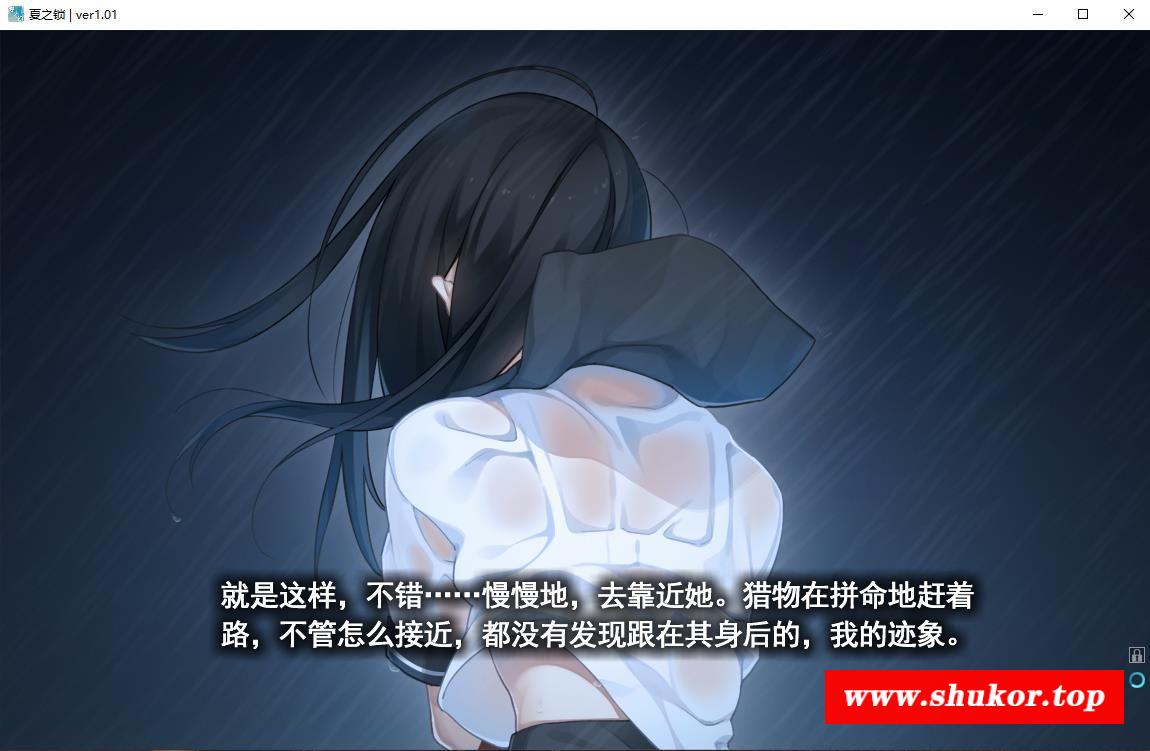 夏之锁 | ver1.01
就是这样，不错……慢慢地，去靠近她。猎物在拼命地赶着
路，不管怎么接近，都没有发现跟在其身后的，我的迹象。
www.shukor.top